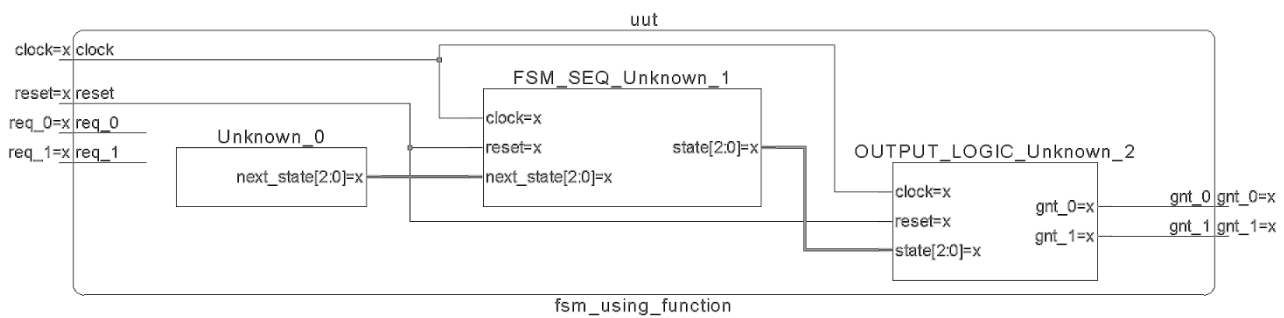 uut
clock=x clock
FSM_SEQ_Unknown_1
reset=x reset
clock=x
req_0=x req_0
Unknown_0
req_1=x req_1
reset=x
state[2:0]=x
OUTPUT_LOGIC_Unknown_2
next_state[2:0]=x
next_state[2:0]=x
clock=x
gnt_0=x
gnt_0 gnt_0=x
reset=x
gnt_1=x
gnt_1 gnt_1=x
state[2:0]=x
fsm_using_function